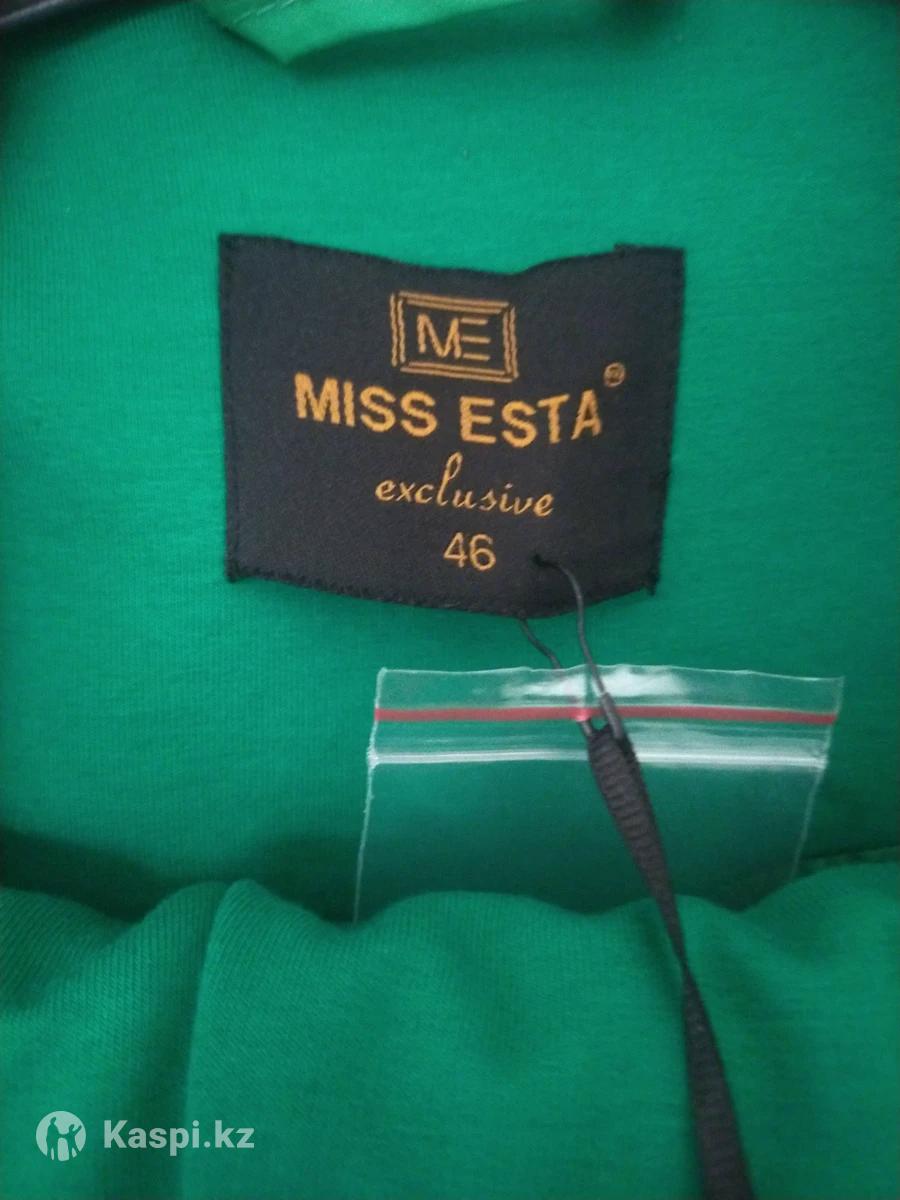 ME
MISS ESTA®
exclusive
46
Kaspi.kz